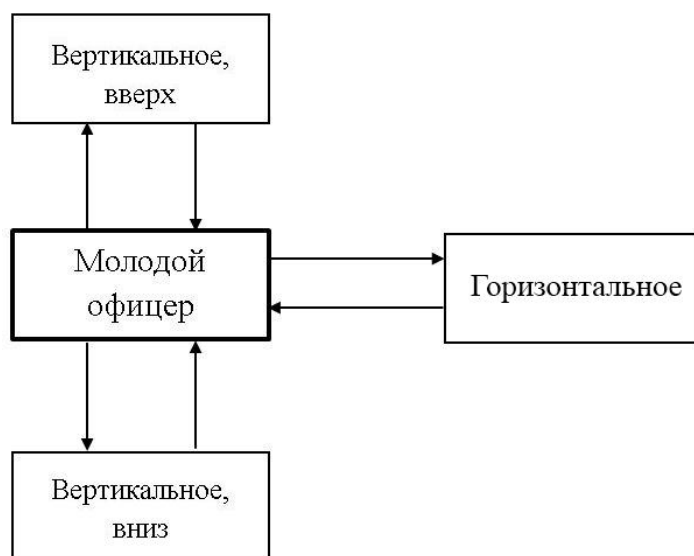 Вертикальное,
вверх
Молодой
офицер
Горизонтальное
Вертикальное,
вниз